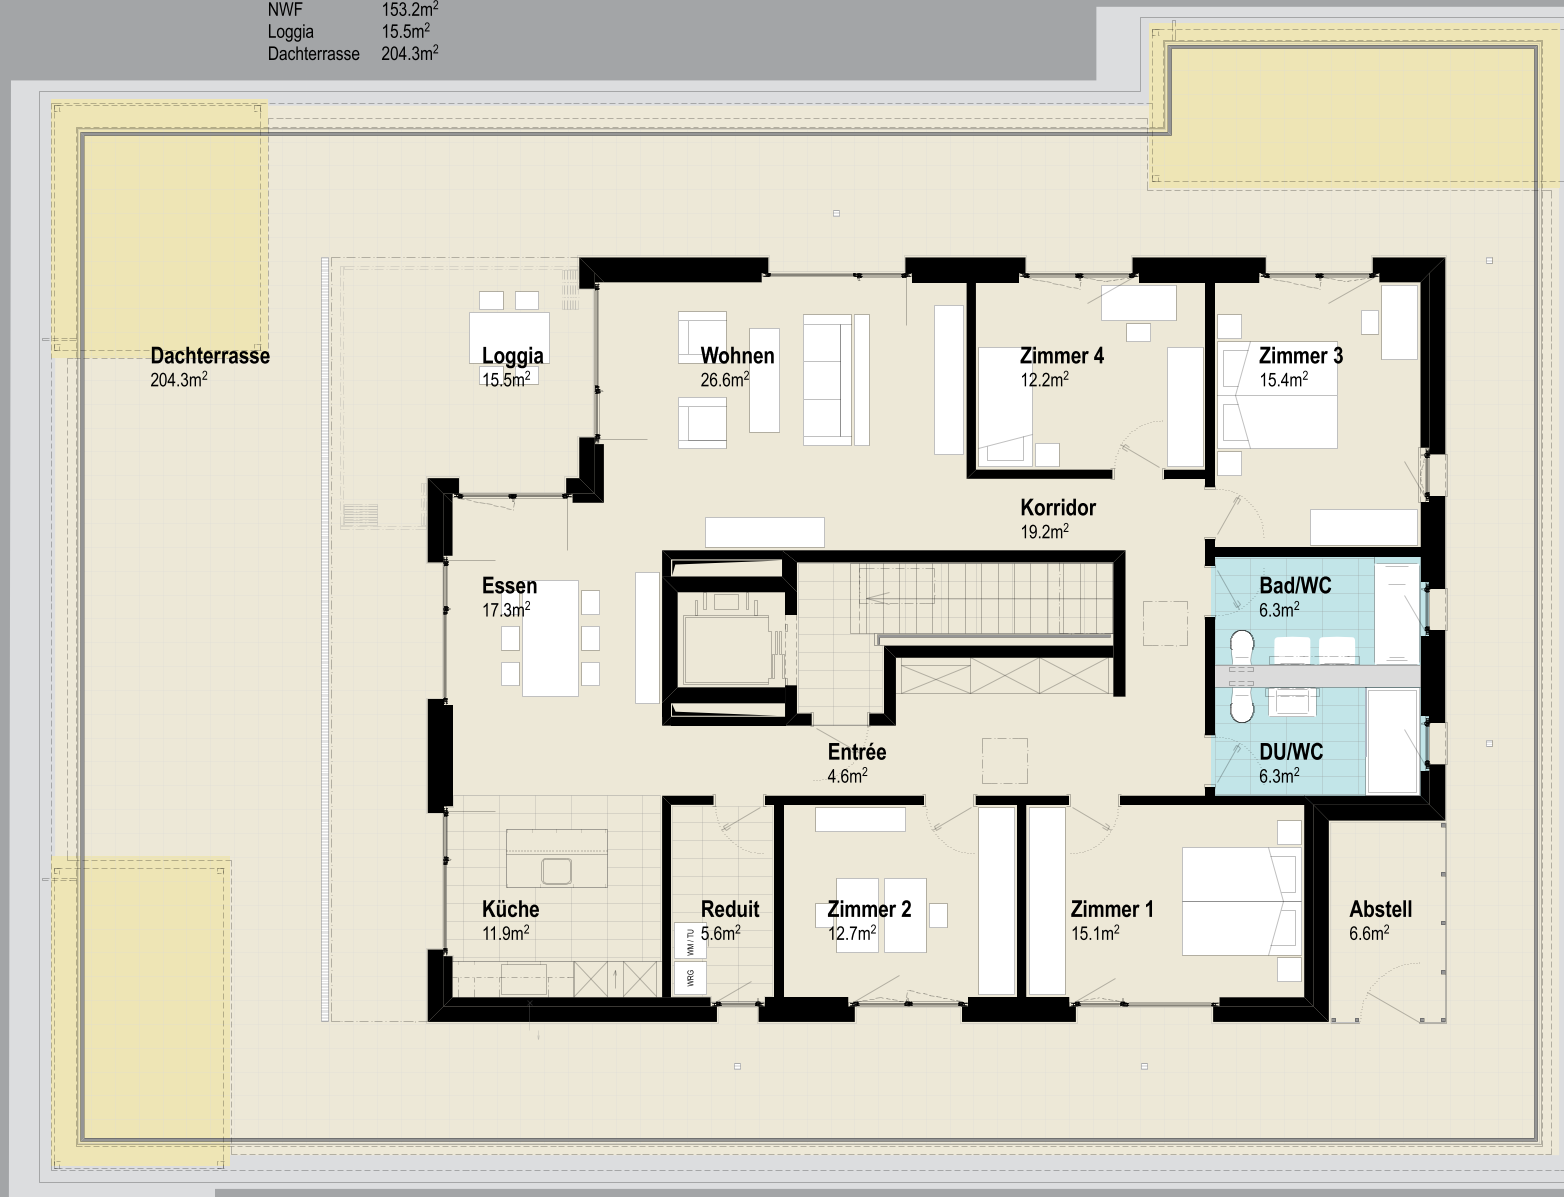 NWF 153.2m²
Loggia 15.5m²
Dachterrasse 204.3m²
Dachterrasse
204.3m²
Loggia
15.5m²
Wohnen
26.6m²
Zimmer 4
12.2m²
Zimmer 3
15.4m²
Korridor
19.2m²
Essen
17.3m²
Bad/WC
6.3m²
Entrée
4.6m²
DU/WC
6.3m²
Küche
11.9m²
Reduit
5.6m²
WM / TU
WRG
Zimmer 2
12.7m²
Zimmer 1
15.1m²
Abstell
6.6m²